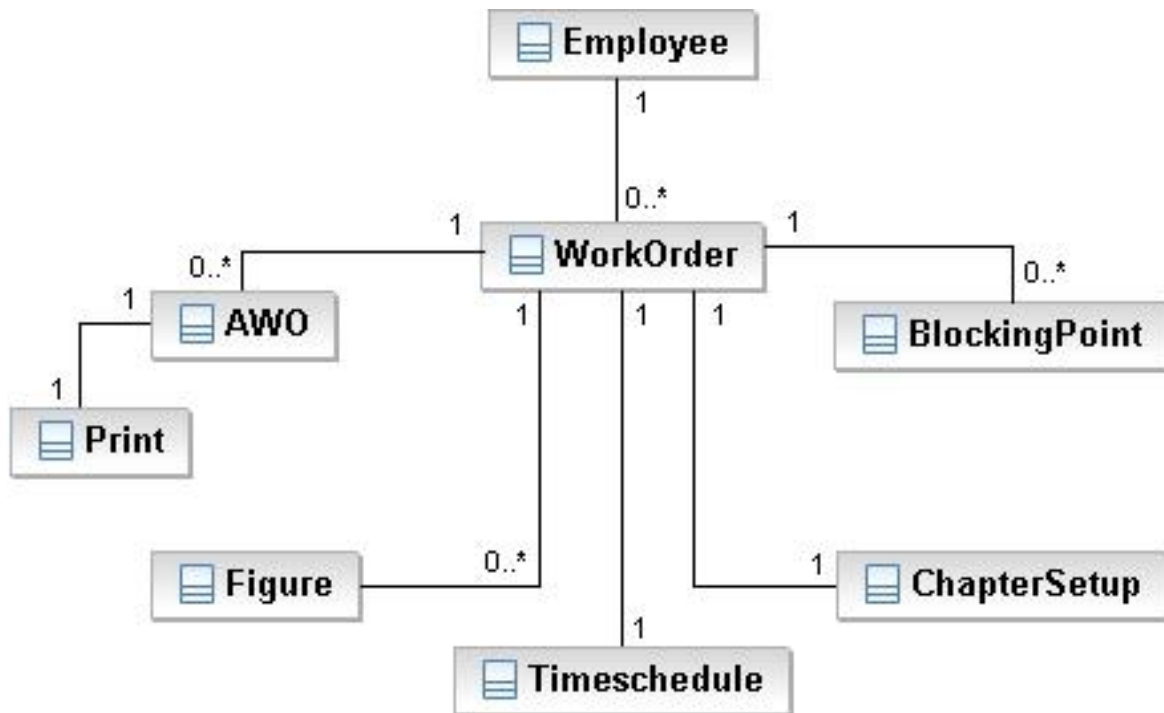 Employee
1
0..*
1
WorkOrder
1
0..*
0..*
1
AWO
1
1
1
BlockingPoint
1
Print
0..*
1
Figure
ChapterSetup
1
Timeschedule